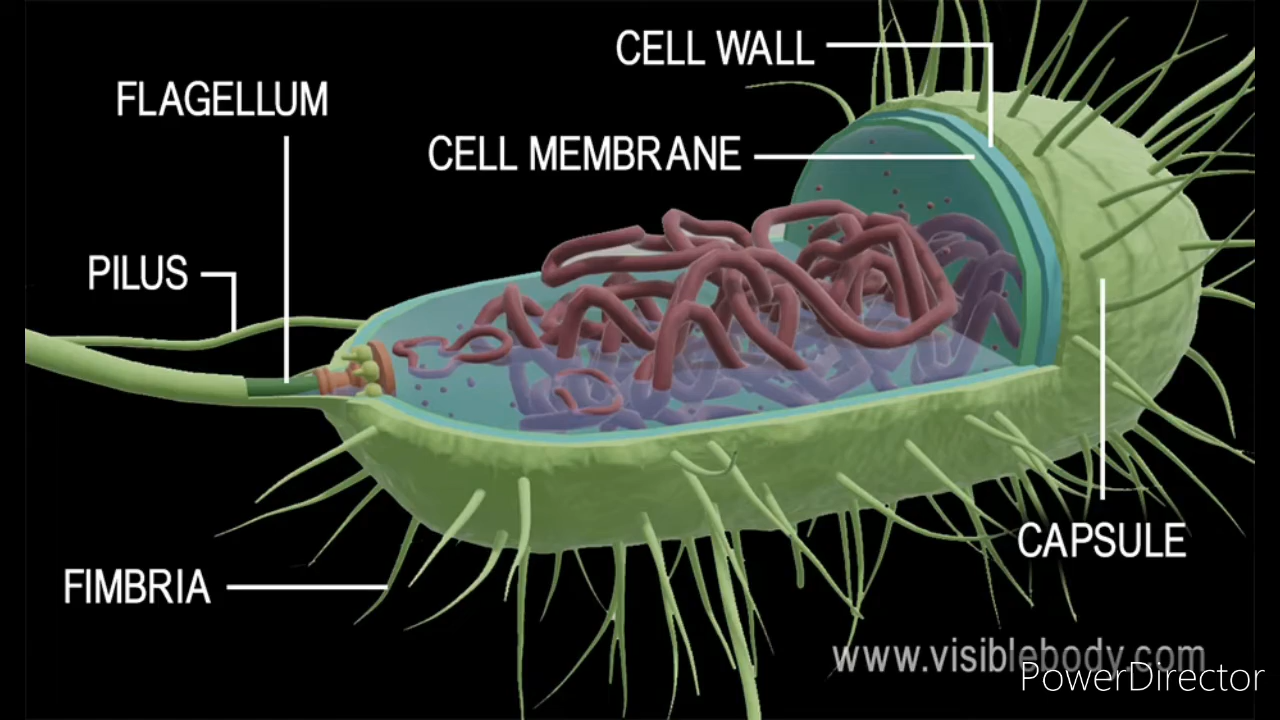 CELL WALL
FLAGELLUM
CELL MEMBRANE
PILUS
CAPSULE
FIMBRIA
www.visiblebody.com
PowerDirector